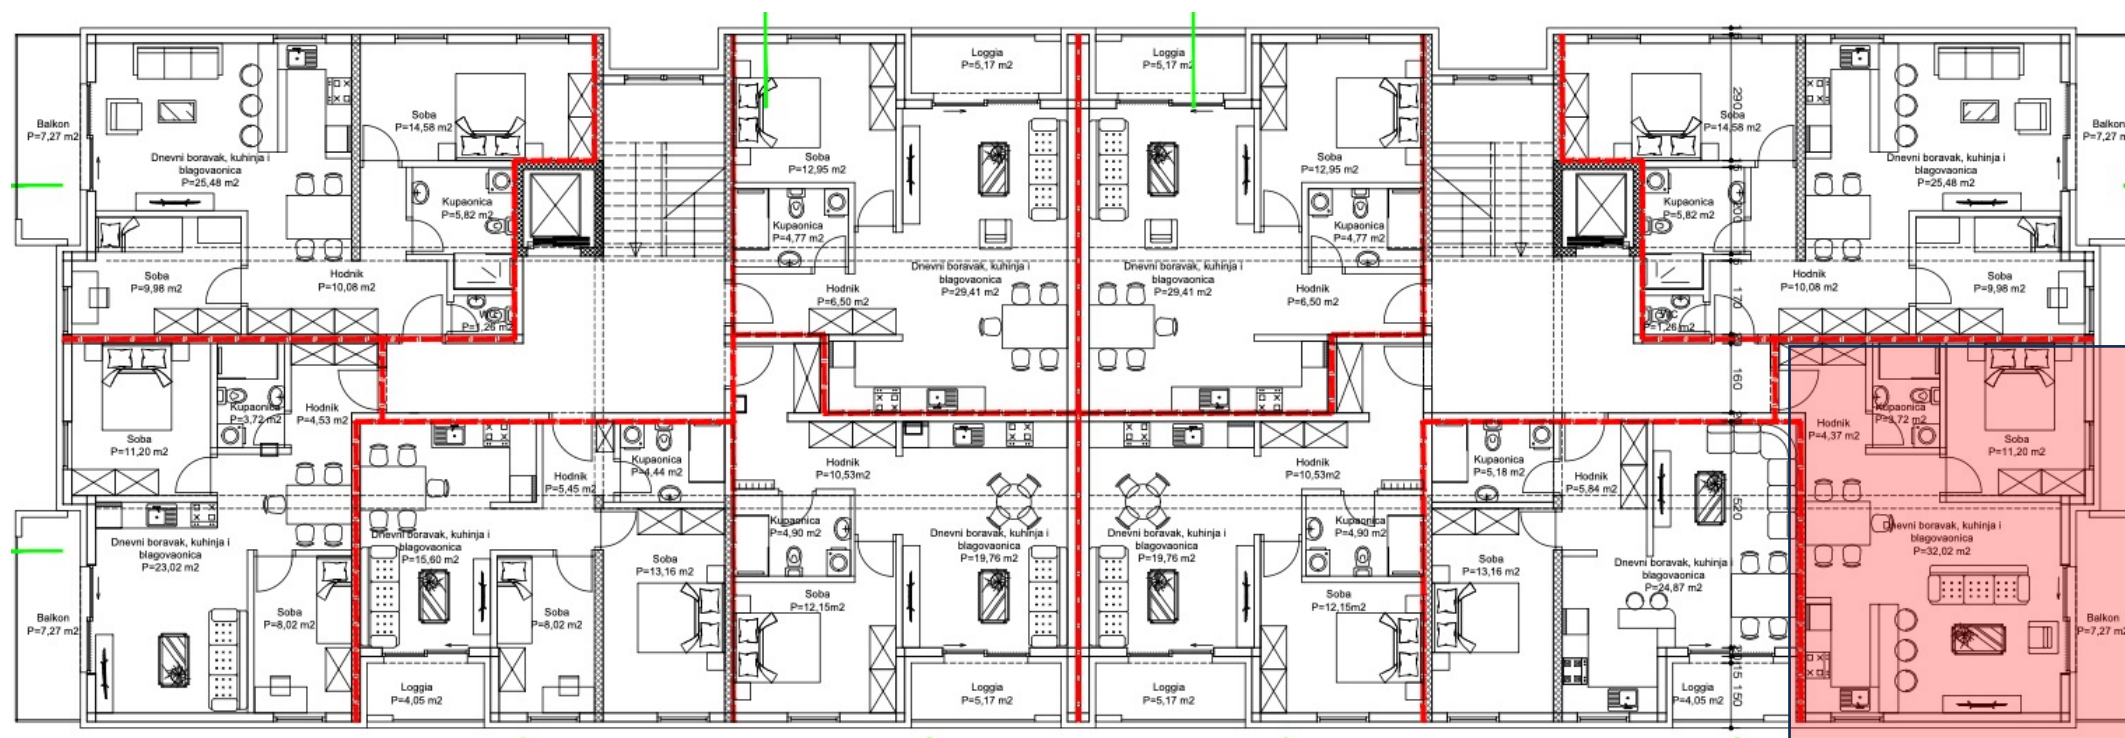 Balkon
P=7,27 m2
Dnevni boravak, kuhinja i
blagovaonica
P=25,48 m2
Soba
P=14,58 m2
Kupaonica
P=5,82 m2
Soba
P=9,98 m2
Hodnik
P=10,08 m2
WC
P=1,26 m2
Soba
P=12,95 m2
Kupaonica
P=4,77 m2
Hodnik
P=6,50 m2
Loggia
P=5,17 m2
Dnevni boravak, kuhinja i
blagovaonica
P=29,41 m2
Loggia
P=5,17 m2
Dnevni boravak, kuhinja i
blagovaonica
P=29,41 m2
Soba
P=12,95 m2
Kupaonica
P=4,77 m2
Hodnik
P=6,50 m2
Soba
P=14,58 m2
Kupaonica
P=5,82 m2
WC
P=1,26 m2
Hodnik
P=10,08 m2
Dnevni boravak, kuhinja i
blagovaonica
P=25,48 m2
Soba
P=9,98 m2
Balkon
P=7,27 m
290
170
160
520
150
Soba
P=11,20 m2
Kupaonica
P=3,72 m2
Hodnik
P=4,53 m2
Dnevni boravak, kuhinja i
blagovaonica
P=23,02 m2
Soba
P=8,02 m2
Balkon
P=7,27 m2
Dnevni boravak, kuhinja i
blagovaonica
P=15,60 m2
Hodnik
P=5,45 m2
Kupaonica
P=4,44 m2
Soba
P=8,02 m2
Soba
P=13,16 m2
Loggia
P=4,05 m2
Hodnik
P=10,53m2
Kupaonica
P=4,90 m2
Soba
P=12,15m2
Dnevni boravak, kuhinja i
blagovaonica
P=19,76 m2
Loggia
P=5,17 m2
Dnevni boravak, kuhinja i
blagovaonica
P=19,76 m2
Loggia
P=5,17 m2
Hodnik
P=10,53m2
Kupaonica
P=4,90 m2
Soba
P=12,15m2
Kupaonica
P=5,18 m2
Hodnik
P=5,84 m2
Soba
P=13,16 m2
Dnevni boravak, kuhinja i
blagovaonica
P=24,87 m2
Loggia
P=4,05 m2
Hodnik
P=4,37 m2
Kupaonica
P=3,72 m2
Soba
P=11,20 m2
Dnevni boravak, kuhinja i
blagovaonica
P=32,02 m2
Balkon
P=7,27 m2